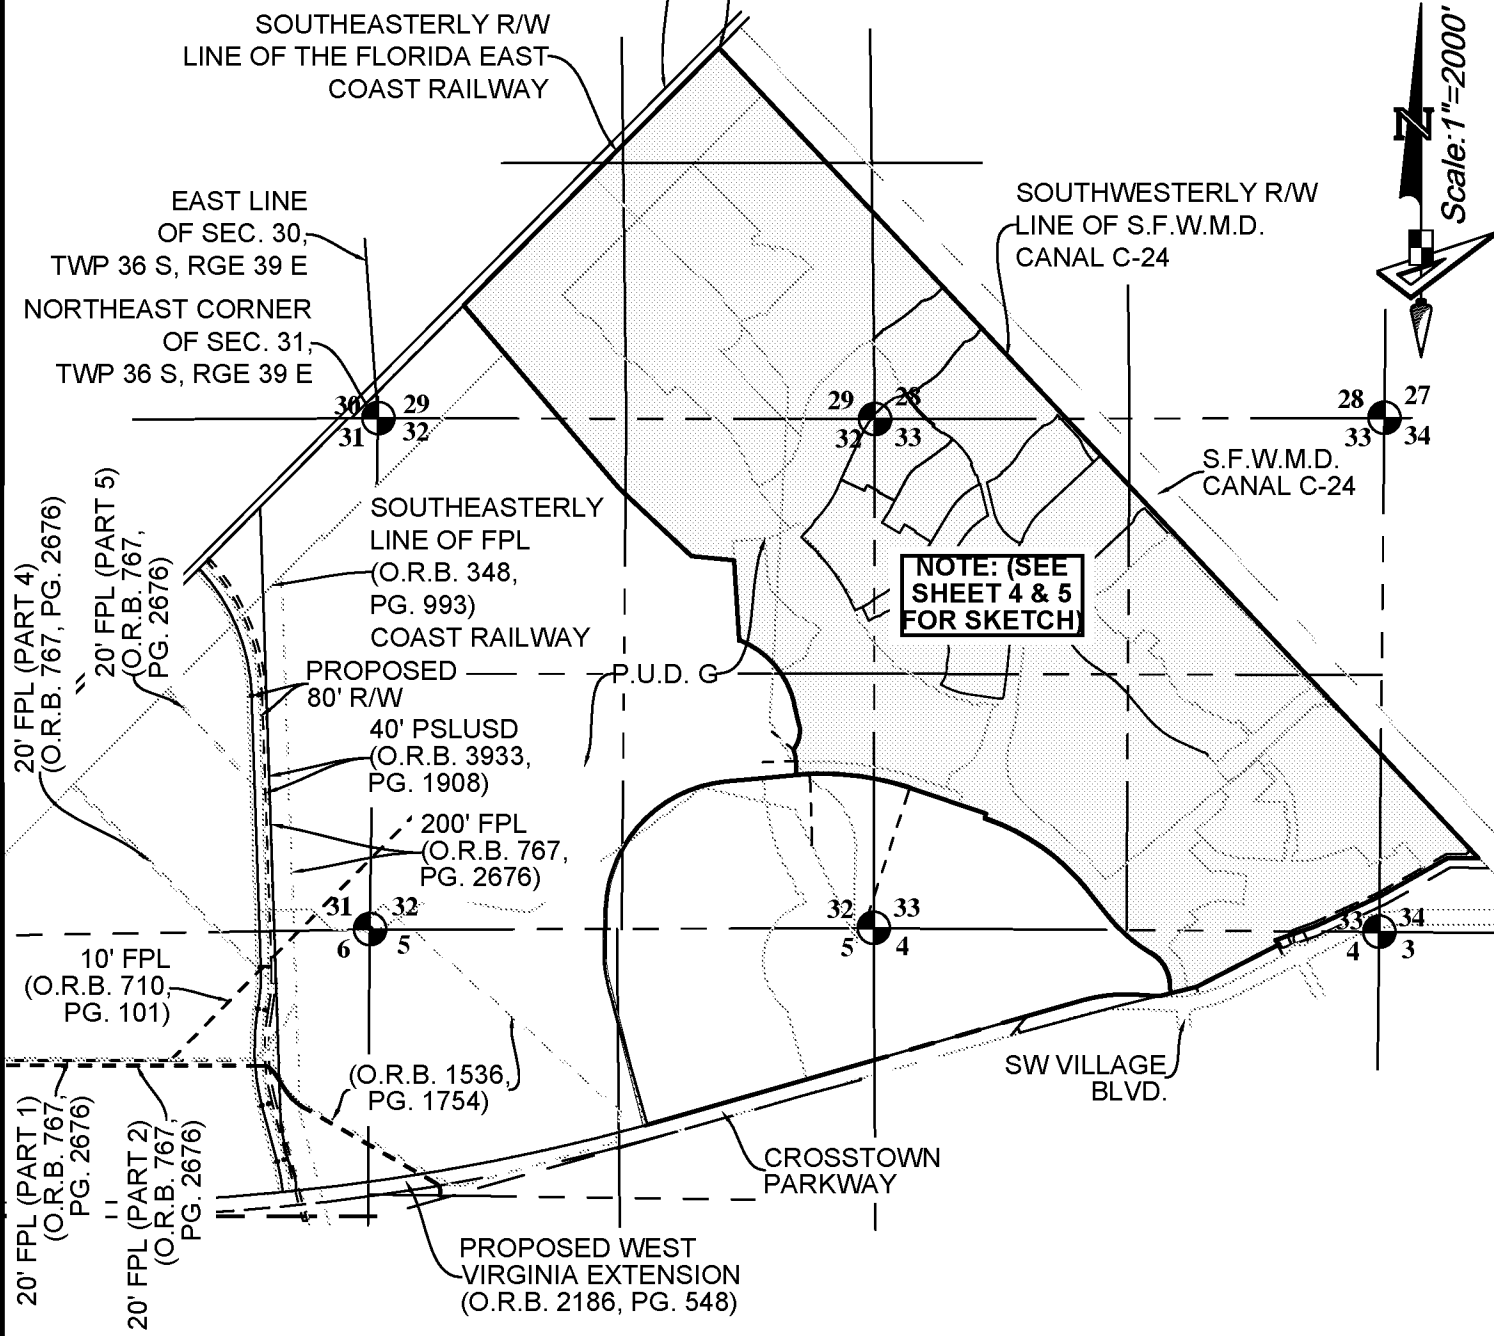 SOUTHEASTERLY R/W
LINE OF THE FLORIDA EAST
COAST RAILWAY
N
Scale:1"=2000'
EAST LINE
OF SEC. 30,
TWP 36 S, RGE 39 E
NORTHEAST CORNER
OF SEC. 31,
TWP 36 S, RGE 39 E
SOUTHWESTERLY R/W
LINE OF S.F.W.M.D.
CANAL C-24
30 29
31 32
29 28
32 33
28 27
33 34
S.F.W.M.D.
CANAL C-24
20' FPL (PART 4)
(O.R.B. 767, PG. 2676)
20' FPL (PART 5)
(O.R.B. 767,
PG. 2676)
SOUTHEASTERLY
LINE OF FPL
(O.R.B. 348,
PG. 993)
COAST RAILWAY
NOTE: (SEE
SHEET 4 & 5
FOR SKETCH)
PROPOSED
80' R/W
P.U.D. G
40' PSLUSD
(O.R.B. 3933,
PG. 1908)
200' FPL
(O.R.B. 767,
PG. 2676)
31 32
6 5
32 33
5 4
33 34
4 3
10' FPL
(O.R.B. 710,
PG. 101)
(O.R.B. 1536,
PG. 1754)
SW VILLAGE
BLVD.
20' FPL (PART 1)
(O.R.B. 767,
PG. 2676)
20' FPL (PART 2)
(O.R.B. 767,
PG. 2676)
CROSSTOWN
PARKWAY
PROPOSED WEST
VIRGINIA EXTENSION
(O.R.B. 2186, PG. 548)